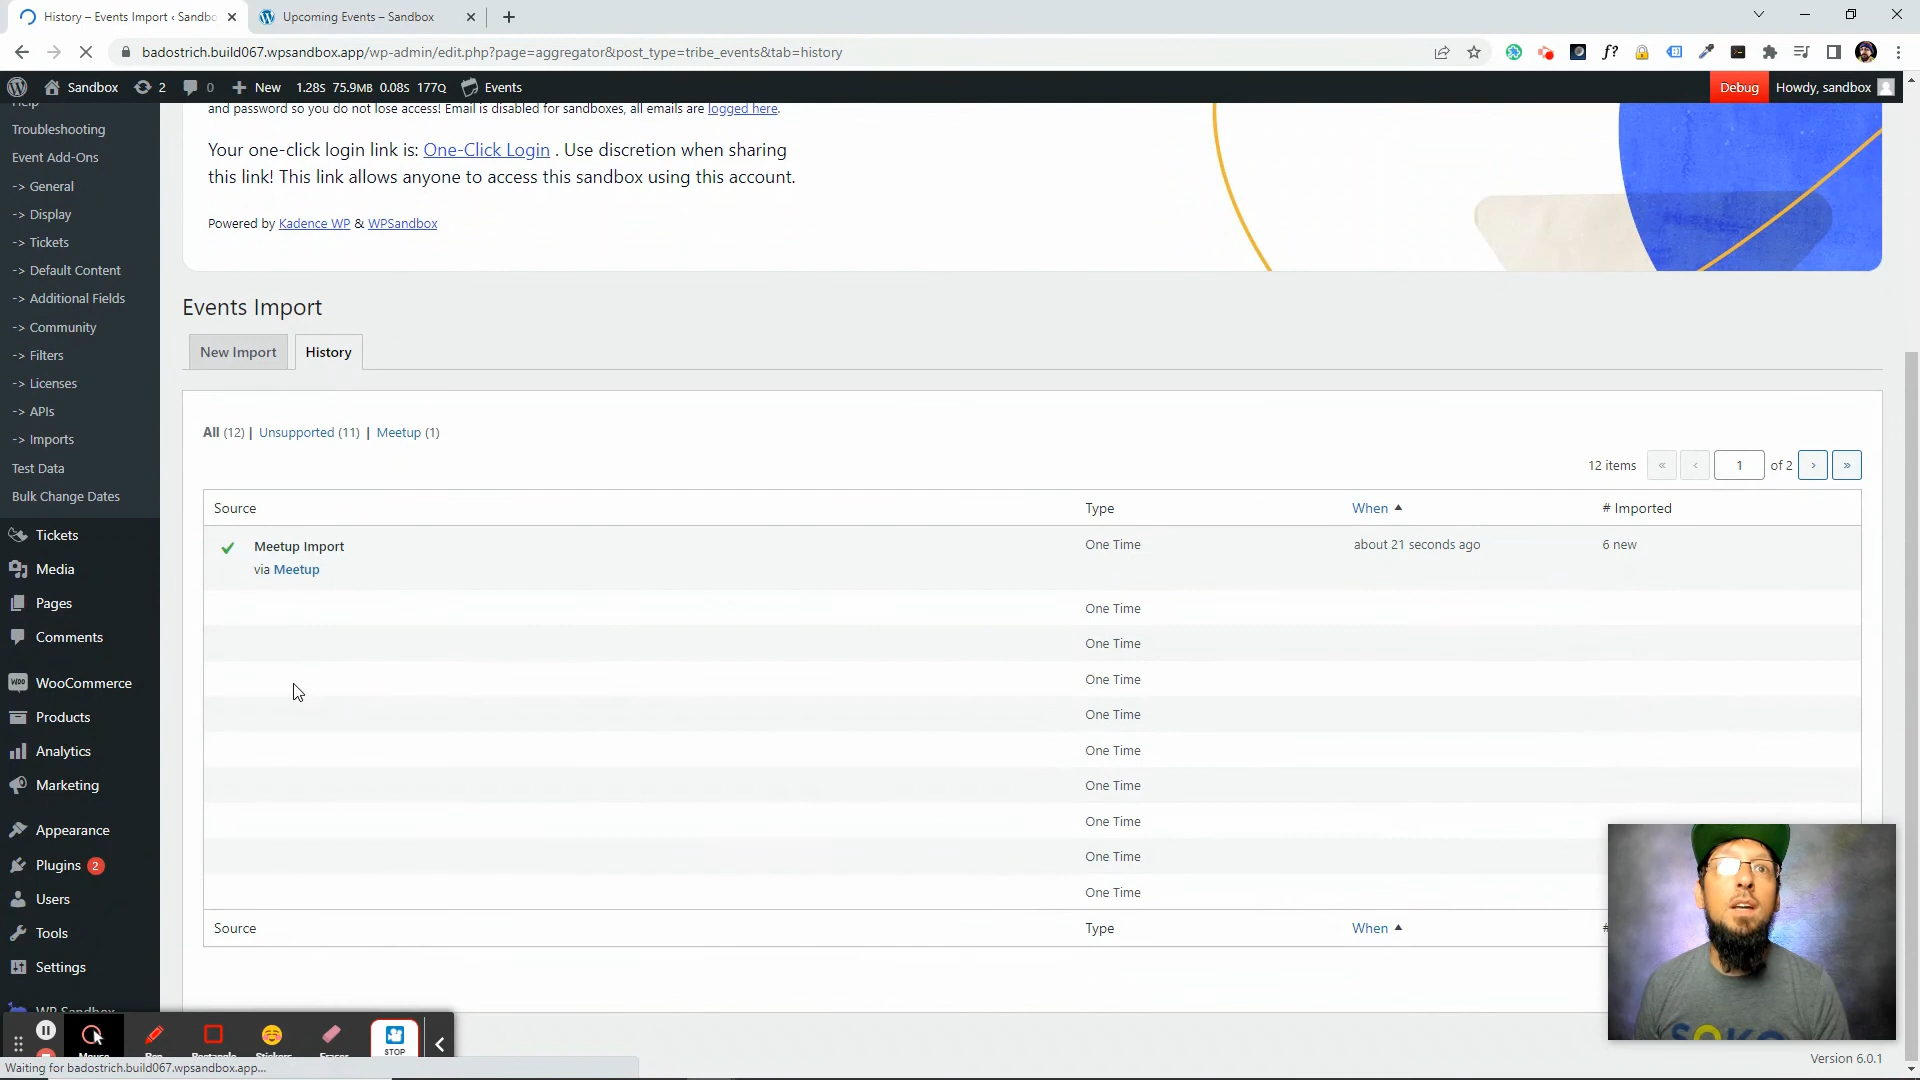 History – Events Import ‹ Sandbo
Upcoming Events – Sandbox
badostrich.build067.wpsandbox.app/wp-admin/edit.php?page=aggregator&post_type=tribe_events&tab=history
Sandbox
2
0
New
1.28S 75.9MB 0.08S 177Q
Events
Debug
Howdy, sandbox
Help
Troubleshooting
Event Add-Ons
-> General
-> Display
-> Tickets
-> Default Content
-> Additional Fields
-> Community
-> Filters
-> Licenses
-> APIs
-> Imports
Test Data
Bulk Change Dates
Tickets
Media
Pages
Comments
WooCommerce
Products
Analytics
Marketing
Appearance
Plugins 2
Users
Tools
Settings
WP Sandbox
and password so you do not lose access! Email is disabled for sandboxes, all emails are logged here.
Your one-click login link is: One-Click Login . Use discretion when sharing
this link! This link allows anyone to access this sandbox using this account.
Powered by Kadence WP & WPSandbox
Events Import
New Import
History
All (12) | Unsupported (11) | Meetup (1)
12 items « ‹ 1 of 2 › »
Source Type When # Imported
Meetup Import One Time about 21 seconds ago 6 new
via Meetup
One Time
One Time
One Time
One Time
One Time
One Time
One Time
One Time
One Time
Source Type When #
Mouse Pen Rectangle Stickers Eraser STOP
Waiting for badostrich.build067.wpsandbox.app...
Version 6.0.1